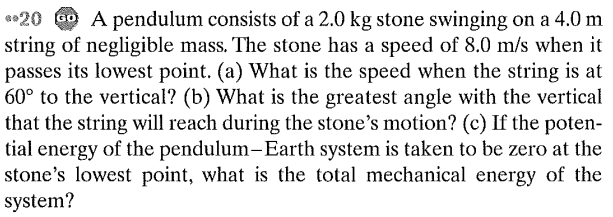 ••20 GO A pendulum consists of a 2.0 kg stone swinging on a 4.0 m
string of negligible mass. The stone has a speed of 8.0 m/s when it
passes its lowest point. (a) What is the speed when the string is at
60° to the vertical? (b) What is the greatest angle with the vertical
that the string will reach during the stone's motion? (c) If the poten-
tial energy of the pendulum–Earth system is taken to be zero at the
stone's lowest point, what is the total mechanical energy of the
system?